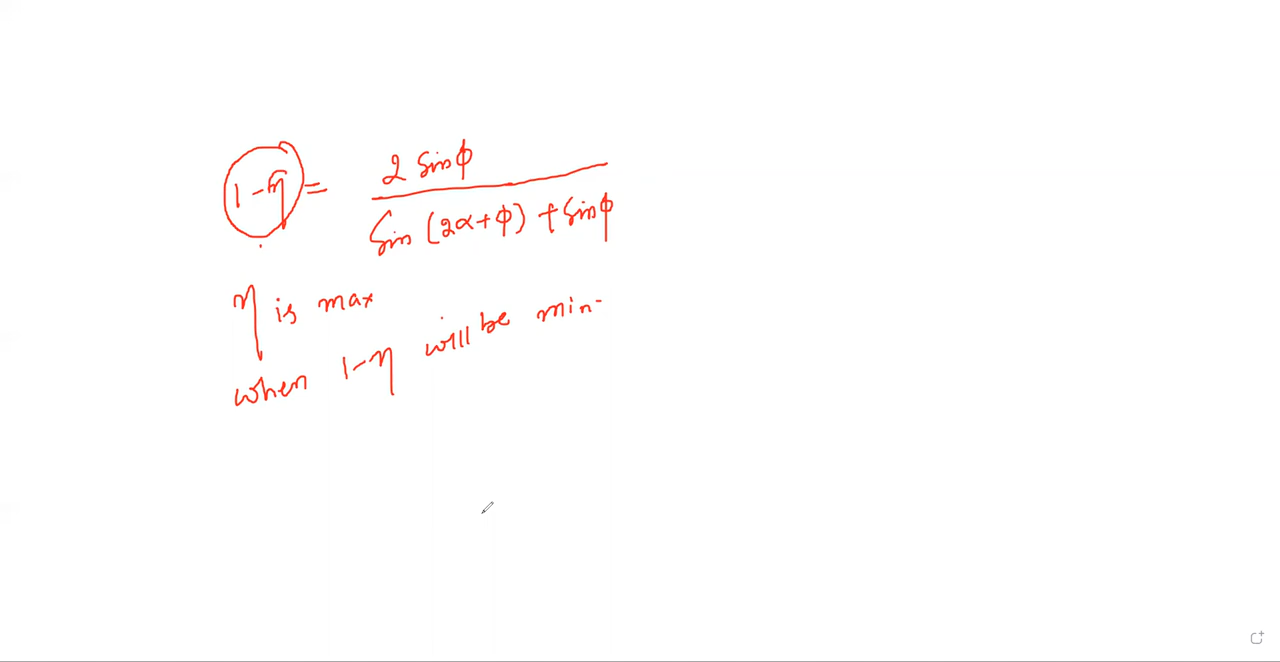 1-η = 2 Sinφ / Sin (2α+φ) + Sinφ
η is max
when 1-η will be min-